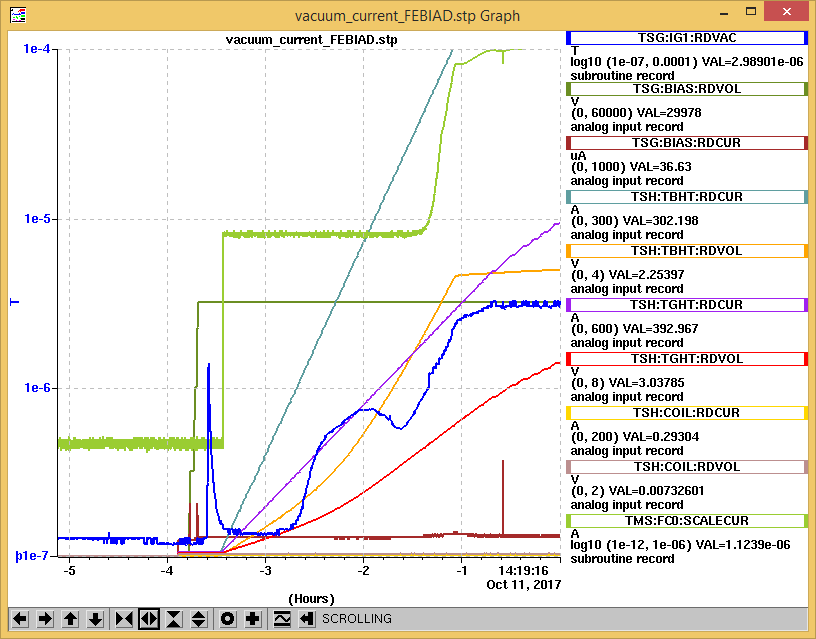 vacuum_current_FEBIAD.stp Graph
vacuum_current_FEBIAD.stp
1e-4
1e-5
T
1e-6
1e-7
-5
-4
-3
-2
-1
14:19:16
Oct 11, 2017
(Hours)
TSG:IG1:RDVAC
T
log10 (1e-07, 0.0001) VAL=2.98901e-06
subroutine record
TSG:BIAS:RDVOL
V
(0, 60000) VAL=29978
analog input record
TSG:BIAS:RDCUR
uA
(0, 1000) VAL=36.63
analog input record
TSH:TBHT:RDCUR
A
(0, 300) VAL=302.198
analog input record
TSH:TBHT:RDVOL
V
(0, 4) VAL=2.25397
analog input record
TSH:TGHT:RDCUR
A
(0, 600) VAL=392.967
analog input record
TSH:TGHT:RDVOL
V
(0, 8) VAL=3.03785
analog input record
TSH:COIL:RDCUR
A
(0, 200) VAL=0.29304
analog input record
TSH:COIL:RDVOL
V
(0, 2) VAL=0.00732601
analog input record
TMS:FC0:SCALECUR
A
log10 (1e-12, 1e-06) VAL=1.1239e-06
subroutine record
SCROLLING